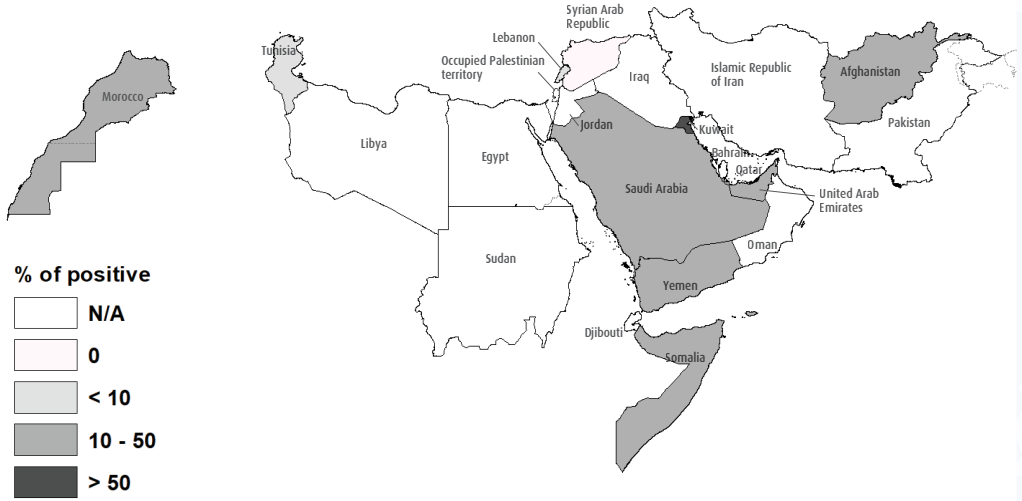 Syrian Arab
Republic
Lebanon
Tunisia
Occupied Palestinian
territory
Iraq
Islamic Republic
of Iran
Afghanistan
Morocco
Pakistan
Jordan
Kuwait
Libya
Egypt
Bahrain
Qatar
Saudi Arabia
United Arab
Emirates
Oman
Sudan
Yemen
Djibouti
Somalia
% of positive
N/A
0
< 10
10 - 50
> 50